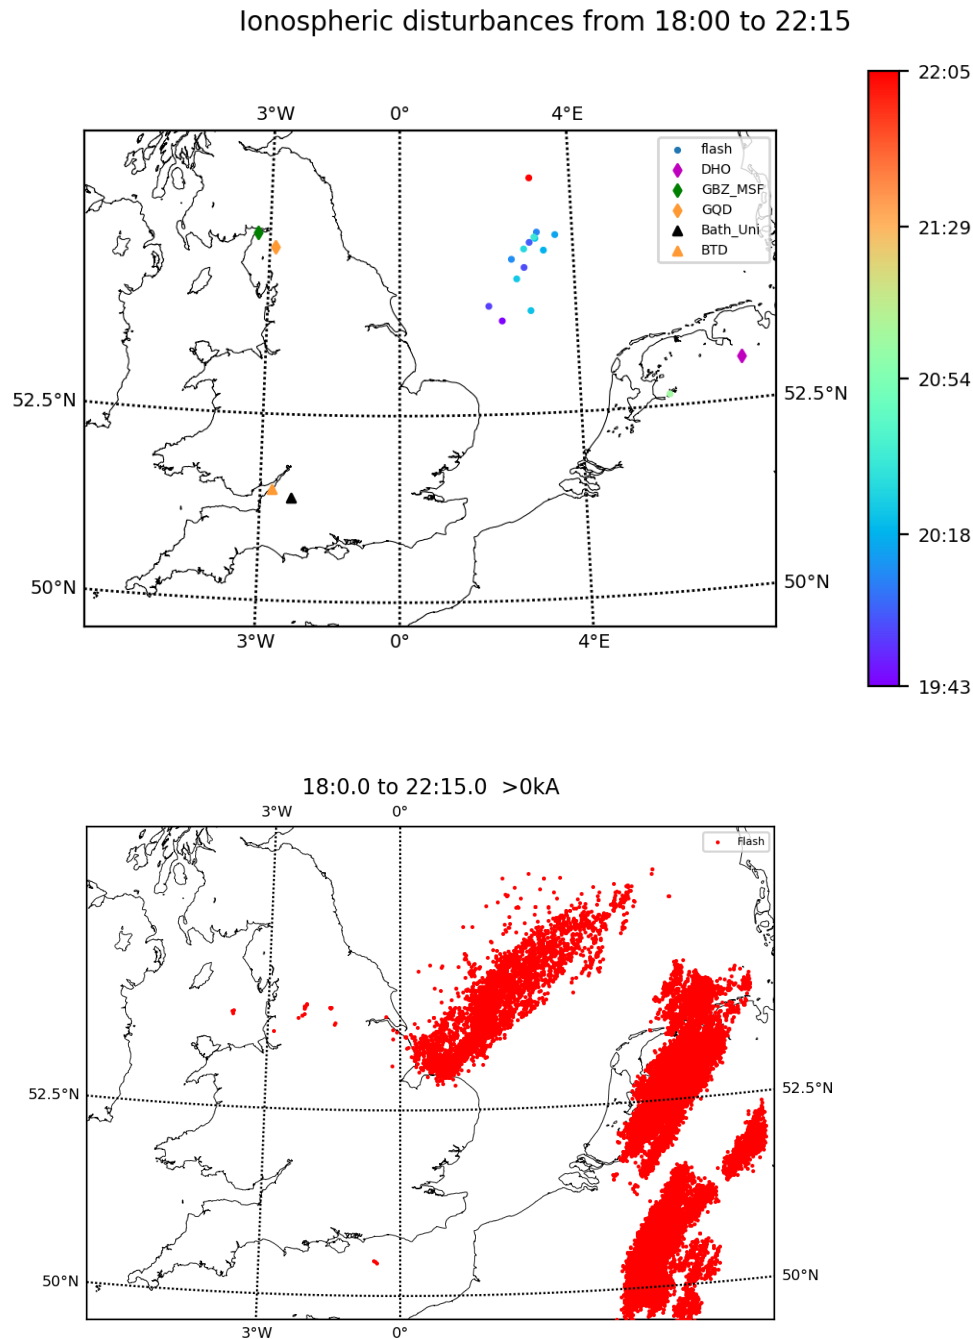 Ionospheric disturbances from 18:00 to 22:15
22:05
3°W 0° 4°E
flash
DHO
GBZ_MSF
GQD
Bath_Uni
BTD
21:29
20:54
52.5°N 52.5°N
20:18
50°N 50°N
3°W 0° 4°E
19:43
18:0.0 to 22:15.0 >0kA
3°W 0°
Flash
52.5°N 52.5°N
50°N 50°N
3°W 0°